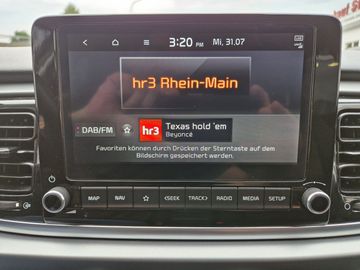 3:20 PM
Mi, 31.07
hr3 Rhein-Main
DAB/FM
hr3
Texas hold 'em
Beyoncé
Favoriten können durch Drücken der Sterntaste auf dem
Bildschirm gespeichert werden.
MAP NAV <SEEK TRACK> RADIO MEDIA SETUP